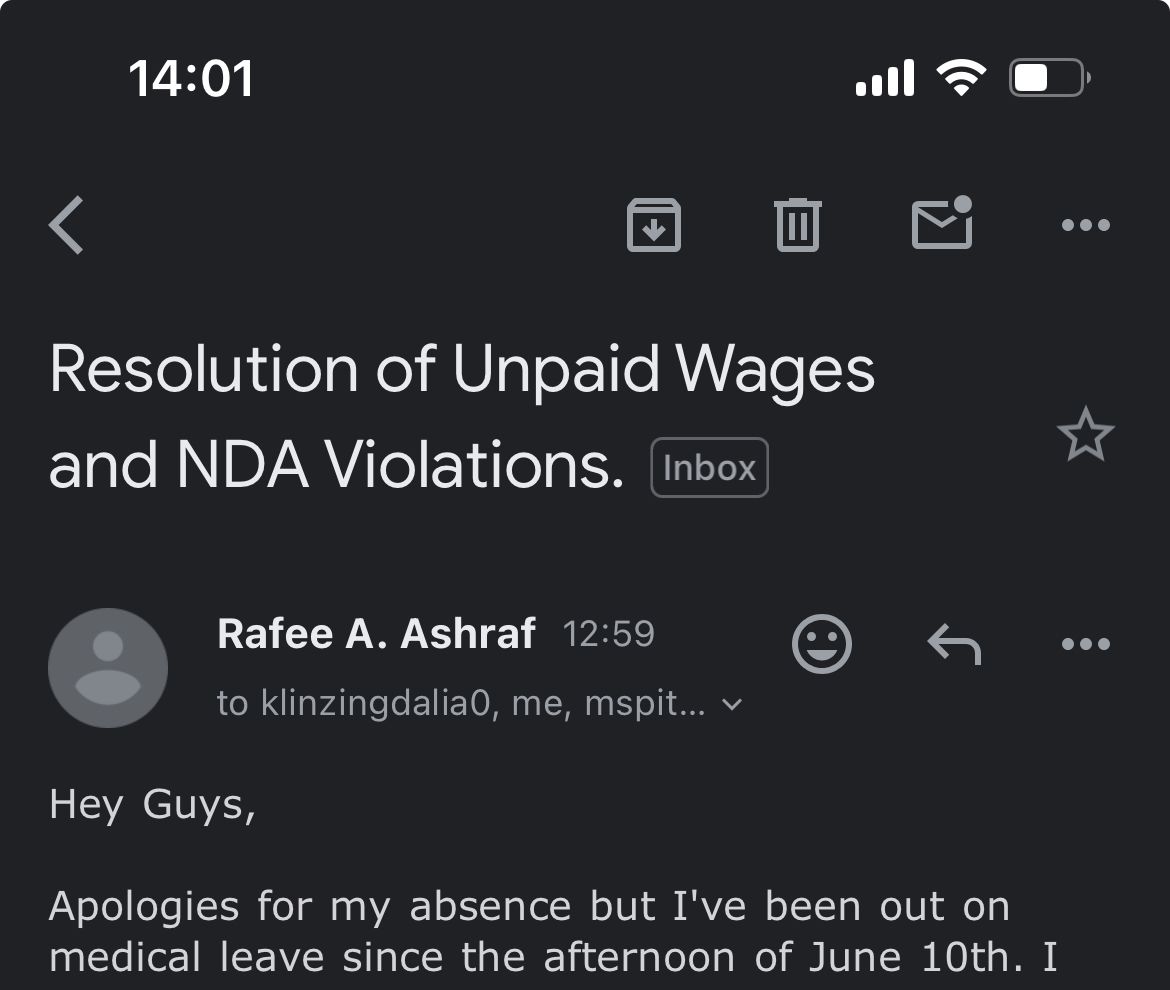 14:01
Resolution of Unpaid Wages
and NDA Violations. Inbox
Rafee A. Ashraf 12:59
to klinzingdalia0, me, mspit...
Hey Guys,
Apologies for my absence but I've been out on
medical leave since the afternoon of June 10th. I